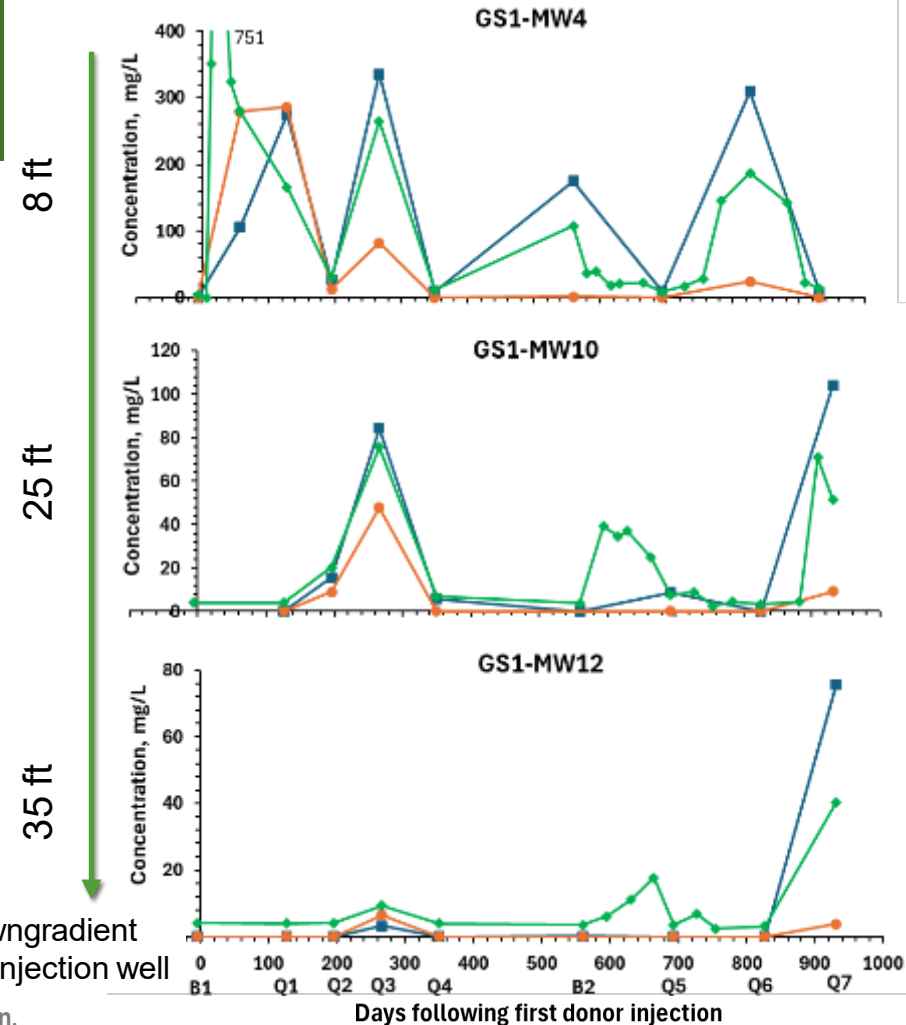 GS1-MW4
Concentration, mg/L
400
300
200
100
0
751
8 ft
GS1-MW10
Concentration, mg/L
120
100
80
60
40
20
0
25 ft
GS1-MW12
Concentration, mg/L
80
60
40
20
35 ft
0 100 200 300 400 500 600 700 800 900 1000
B1 Q1 Q2 Q3 Q4 B2 Q5 Q6 Q7
Days following first donor injection
wngradient
njection well
n.